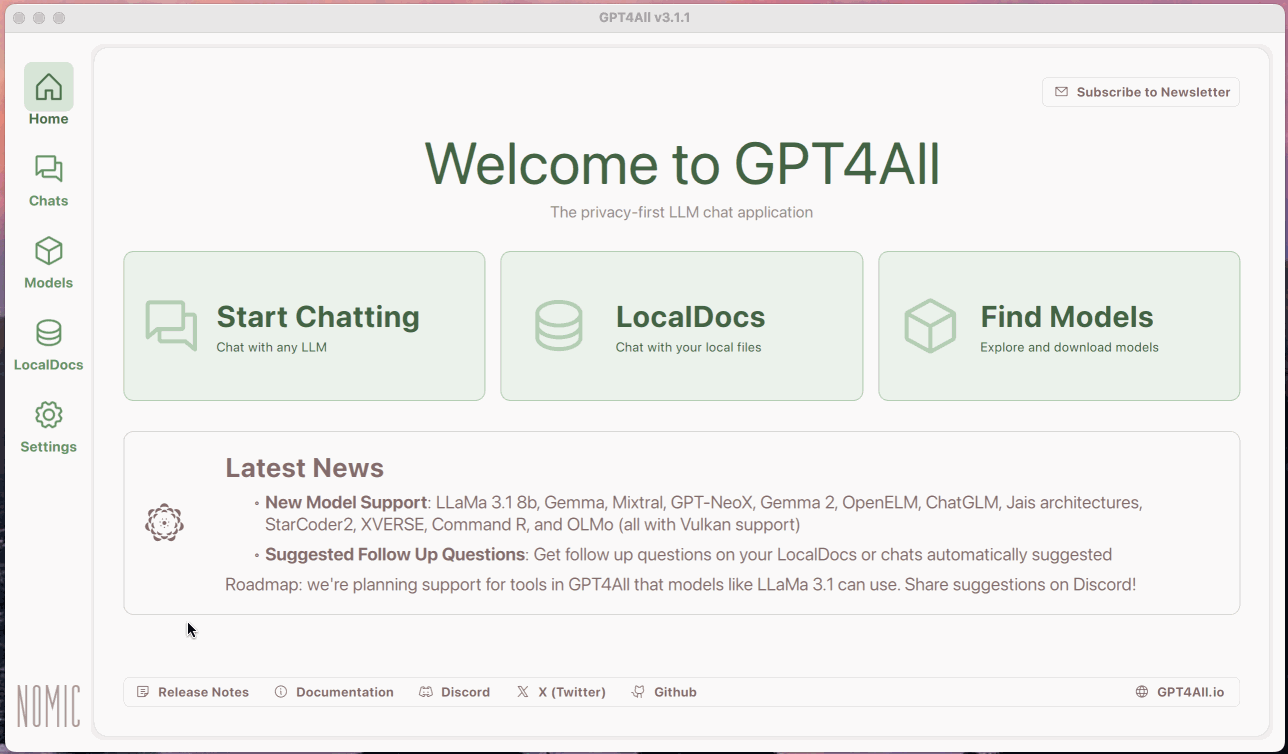 GPT4All v3.1.1
Home
Chats
Models
LocalDocs
Settings
NOMIC
Subscribe to Newsletter
Welcome to GPT4All
The privacy-first LLM chat application
Start Chatting
Chat with any LLM
LocalDocs
Chat with your local files
Find Models
Explore and download models
Latest News
◦ New Model Support: LLaMa 3.1 8b, Gemma, Mixtral, GPT-NeoX, Gemma 2, OpenELM, ChatGLM, Jais architectures,
StarCoder2, XVERSE, Command R, and OLMo (all with Vulkan support)
◦ Suggested Follow Up Questions: Get follow up questions on your LocalDocs or chats automatically suggested
Roadmap: we're planning support for tools in GPT4All that models like LLaMa 3.1 can use. Share suggestions on Discord!
Release Notes Documentation Discord X (Twitter) Github GPT4All.io